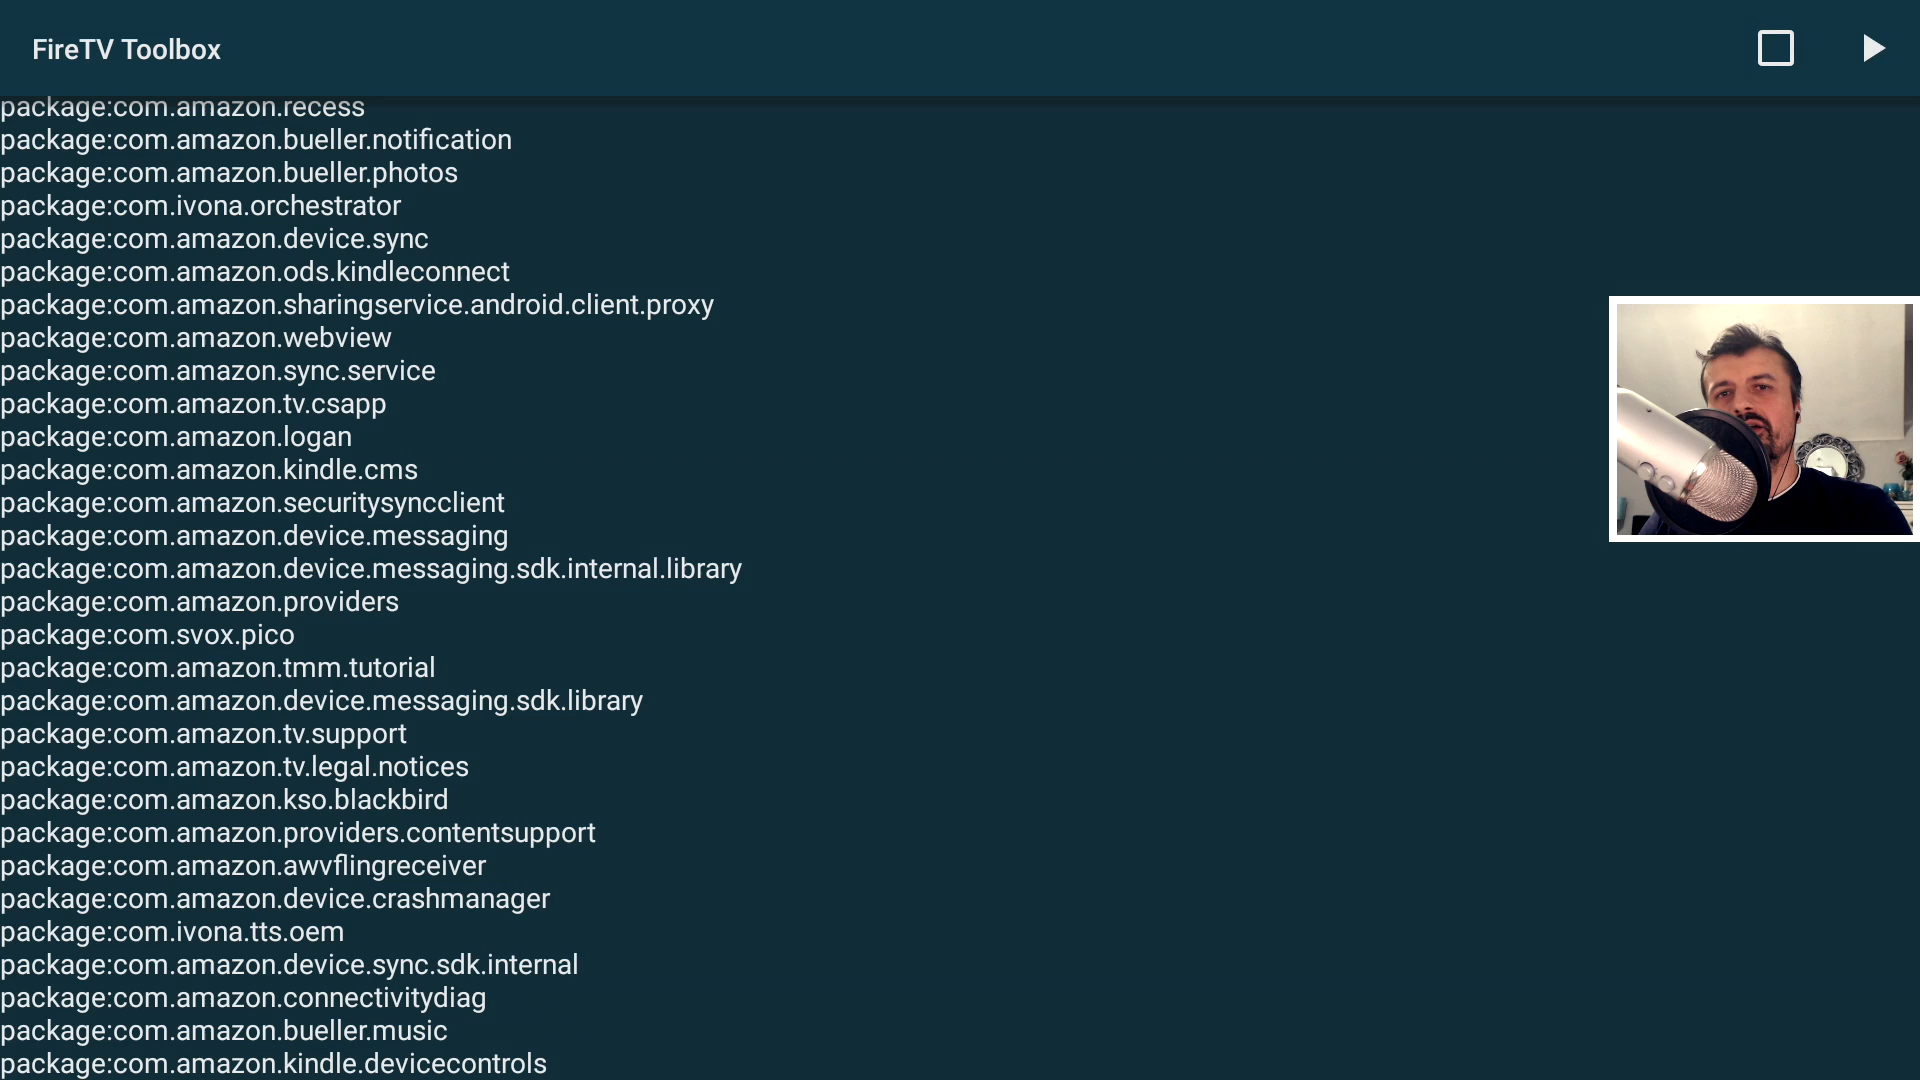 FireTV Toolbox
package:com.amazon.recess
package:com.amazon.bueller.notification
package:com.amazon.bueller.photos
package:com.ivona.orchestrator
package:com.amazon.device.sync
package:com.amazon.ods.kindleconnect
package:com.amazon.sharingservice.android.client.proxy
package:com.amazon.webview
package:com.amazon.sync.service
package:com.amazon.tv.csapp
package:com.amazon.logan
package:com.amazon.kindle.cms
package:com.amazon.securitysyncclient
package:com.amazon.device.messaging
package:com.amazon.device.messaging.sdk.internal.library
package:com.amazon.providers
package:com.svox.pico
package:com.amazon.tmm.tutorial
package:com.amazon.device.messaging.sdk.library
package:com.amazon.tv.support
package:com.amazon.tv.legal.notices
package:com.amazon.kso.blackbird
package:com.amazon.providers.contentsupport
package:com.amazon.awvflingreceiver
package:com.amazon.device.crashmanager
package:com.ivona.tts.oem
package:com.amazon.device.sync.sdk.internal
package:com.amazon.connectivitydiag
package:com.amazon.bueller.music
package:com.amazon.kindle.devicecontrols